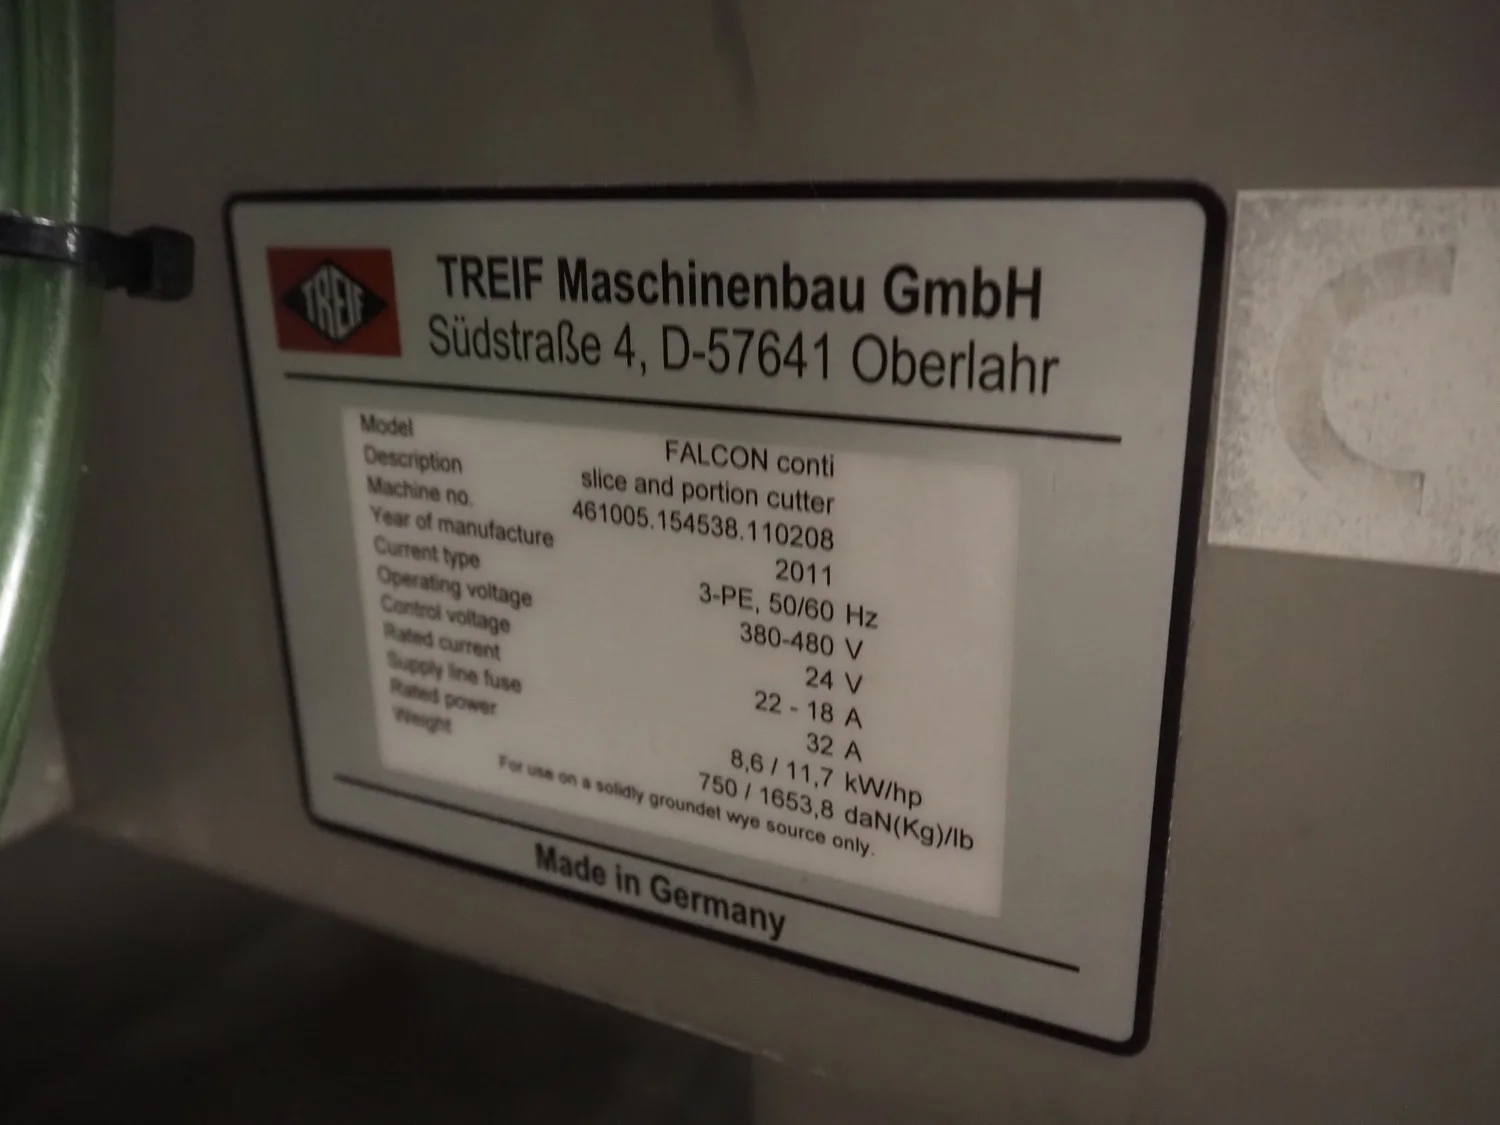 TREIF
TREIF Maschinenbau GmbH
Südstraße 4, D-57641 Oberlahr
Model FALCON conti
Description slice and portion cutter
Machine no. 461005.154538.110208
Year of manufacture 2011
Current type 3-PE, 50/60 Hz
Operating voltage 380-480 V
Control voltage 24 V
Rated current 22 - 18 A
Supply line fuse 32 A
Rated power 8,6 / 11,7 kW/hp
Weight 750 / 1653,8 daN(Kg)/lb
For use on a solidly groundet wye source only.
Made in Germany